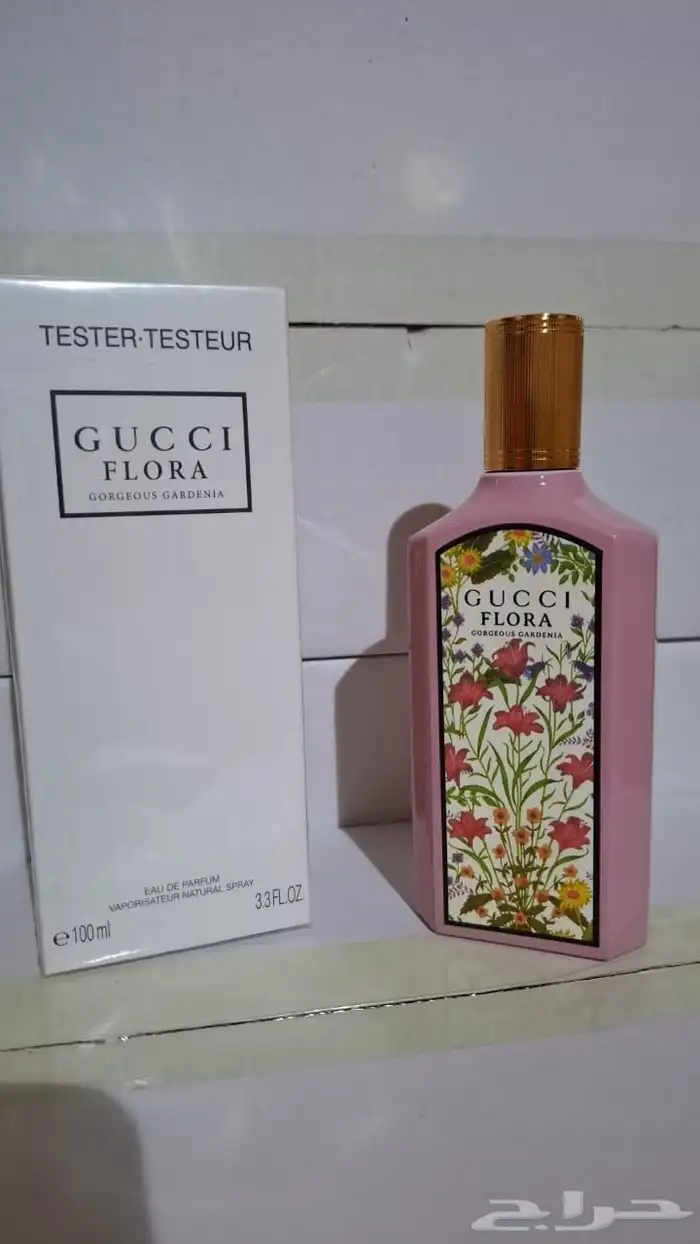 TESTER·TESTEUR
GUCCI
FLORA
GORGEOUS GARDENIA
EAU DE PARFUM
VAPORISATEUR NATURAL SPRAY
e100 ml
3.3 FL.OZ
GUCCI
FLORA
GORGEOUS GARDENIA
حراج